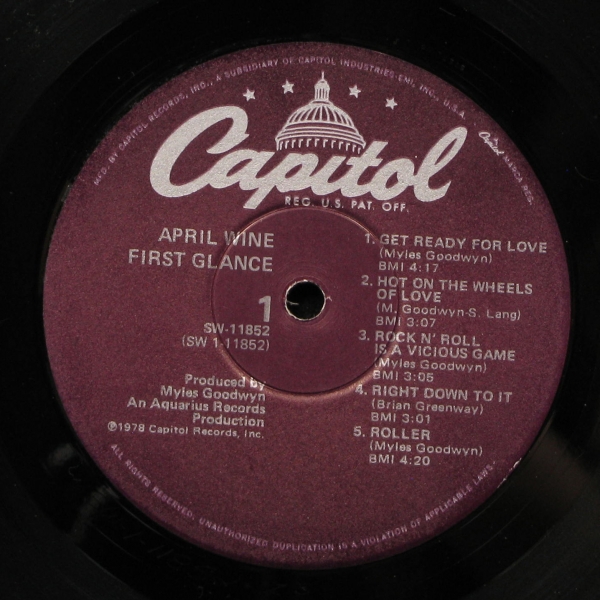 MFD. BY CAPITOL RECORDS, INC., A SUBSIDIARY OF CAPITOL INDUSTRIES-EMI, INC., U.S.A.
Capitol MARCA REG.
Capitol
REG. U.S. PAT. OFF.
APRIL WINE
FIRST GLANCE
1
SW-11852
(SW 1-11852)
Produced by
Myles Goodwyn
An Aquarius Records
Production
℗1978 Capitol Records, Inc.
1. GET READY FOR LOVE
(Myles Goodwyn)
BMI 4:17
2. HOT ON THE WHEELS
OF LOVE
(M. Goodwyn-S. Lang)
BMI 3:07
3. ROCK N' ROLL
IS A VICIOUS GAME
(Myles Goodwyn)
BMI 3:05
4. RIGHT DOWN TO IT
(Brian Greenway)
BMI 3:01
5. ROLLER
(Myles Goodwyn)
BMI 4:20
ALL RIGHTS RESERVED. UNAUTHORIZED DUPLICATION IS A VIOLATION OF APPLICABLE LAWS.